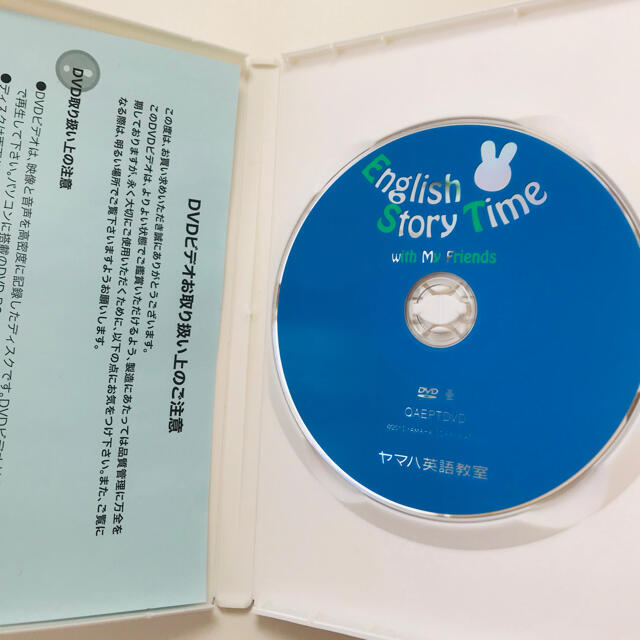 DVDビデオお取り扱い上のご注意
この度は、お買い求めいただき誠にありがとうございます。
このDVDビデオは、よりよい状態でご鑑賞いただけるよう、製造にあたっては品質管理に万全を
期しておりますが、永く大切にご使用いただくために、以下の点にお気をつけ下さい。また、ご覧に
なる際は、明るい場所でご覧下さいますようお願いします。
DVD取り扱い上の注意
●DVDビデオは、映像と音声を高密度に記録したディスクです。
で再生して下さい。パソコンに搭載のDVD
English
Story Time
with My Friends
DVD
QAEPTDVD
ヤマハ英語教室